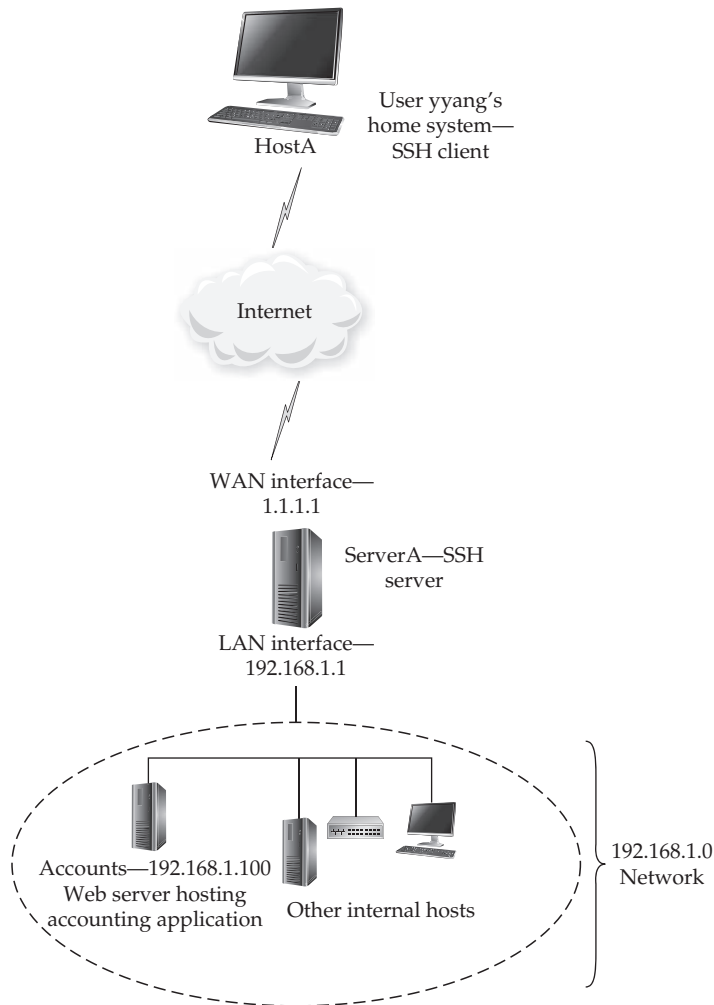 User yyang's
home system—
SSH client
HostA
Internet
WAN interface—
1.1.1.1
ServerA—SSH
server
LAN interface—
192.168.1.1
Accounts—192.168.1.100
Web server hosting
accounting application
Other internal hosts
192.168.1.0
Network